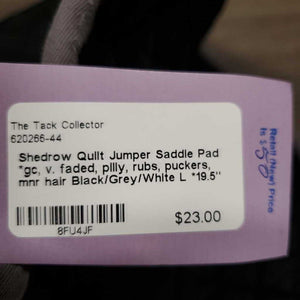 The Tack Collector
620266-44
Shedrow Quilt Jumper Saddle Pad
*gc, v. faded, pilly, rubs, puckers,
mnr hair Black/Grey/White L *19.5"
$23.00
8FU4JF
Retail (New) Price
is $